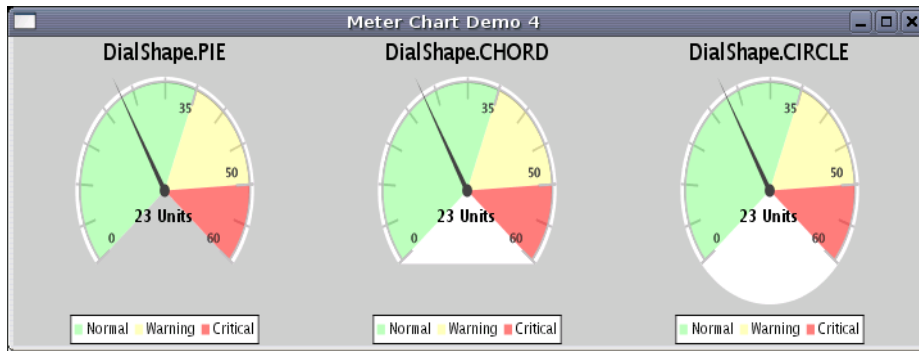 Meter Chart Demo 4
DialShape.PIE
35
50
23 Units
0
60
Normal Warning Critical
DialShape.CHORD
35
50
23 Units
0
60
Normal Warning Critical
DialShape.CIRCLE
35
50
23 Units
0
60
Normal Warning Critical